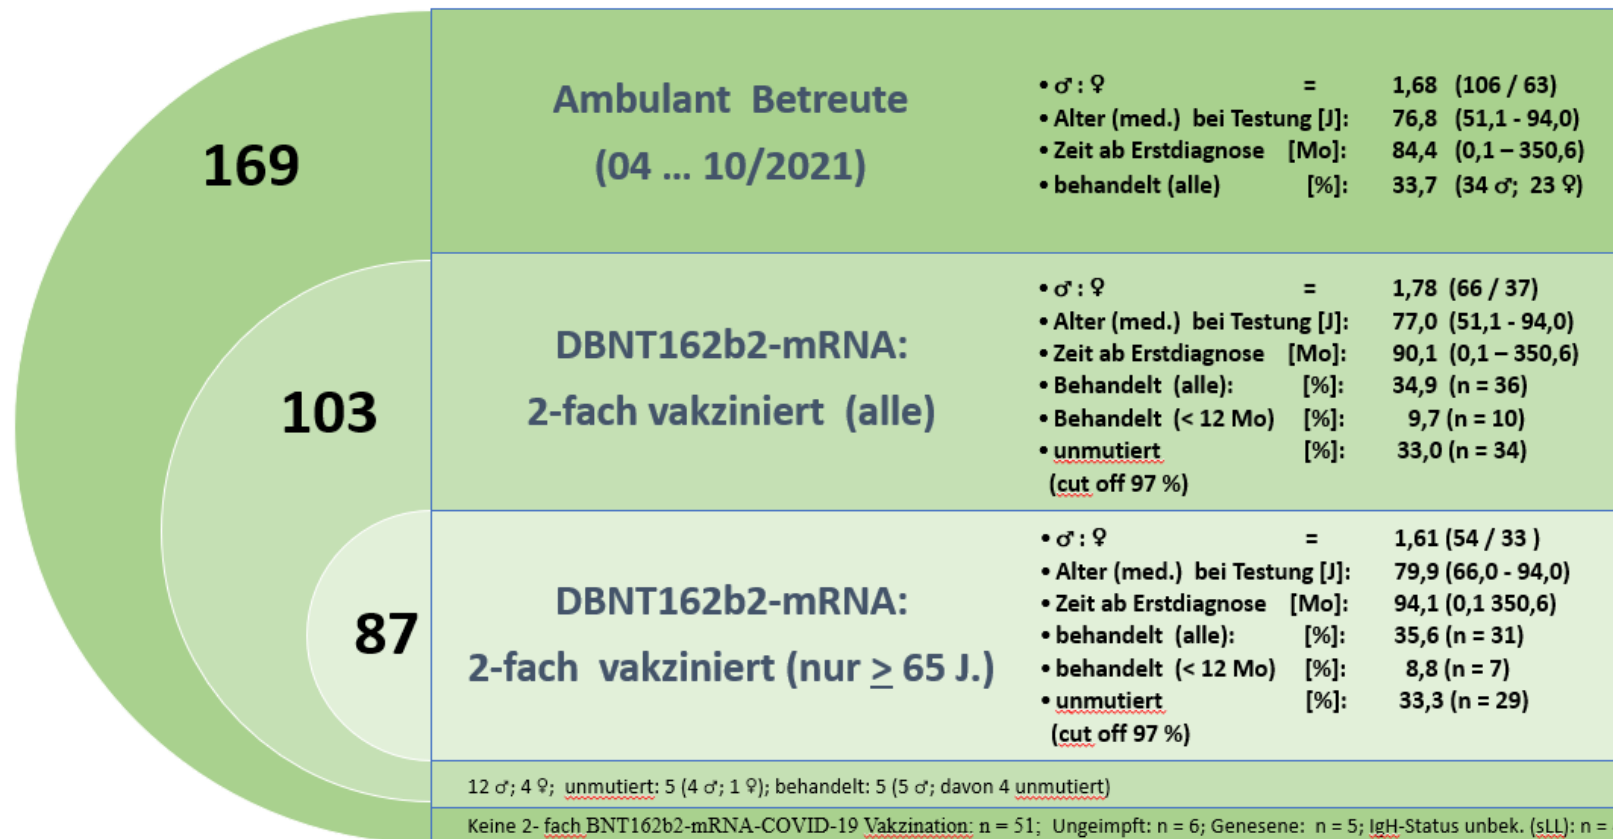 169
Ambulant Betreute
(04 ... 10/2021)
• ♂ : ♀ = 1,68 (106 / 63)
• Alter (med.) bei Testung [J]: 76,8 (51,1 - 94,0)
• Zeit ab Erstdiagnose [Mo]: 84,4 (0,1 – 350,6)
• behandelt (alle) [%]: 33,7 (34 ♂; 23 ♀)
103
DBNT162b2-mRNA:
2-fach vakziniert (alle)
• ♂ : ♀ = 1,78 (66 / 37)
• Alter (med.) bei Testung [J]: 77,0 (51,1 - 94,0)
• Zeit ab Erstdiagnose [Mo]: 90,1 (0,1 – 350,6)
• Behandelt (alle): [%]: 34,9 (n = 36)
• Behandelt (< 12 Mo) [%]: 9,7 (n = 10)
• unmutiert [%]: 33,0 (n = 34)
(cut off 97 %)
87
DBNT162b2-mRNA:
2-fach vakziniert (nur ≥ 65 J.)
• ♂ : ♀ = 1,61 (54 / 33 )
• Alter (med.) bei Testung [J]: 79,9 (66,0 - 94,0)
• Zeit ab Erstdiagnose [Mo]: 94,1 (0,1 350,6)
• behandelt (alle): [%]: 35,6 (n = 31)
• behandelt (< 12 Mo) [%]: 8,8 (n = 7)
• unmutiert [%]: 33,3 (n = 29)
(cut off 97 %)
12 ♂; 4 ♀; unmutiert: 5 (4 ♂; 1 ♀); behandelt: 5 (5 ♂; davon 4 unmutiert)
Keine 2- fach BNT162b2-mRNA-COVID-19 Vakzination: n = 51; Ungeimpft: n = 6; Genesene: n = 5; IgH-Status unbek. (sLL): n =